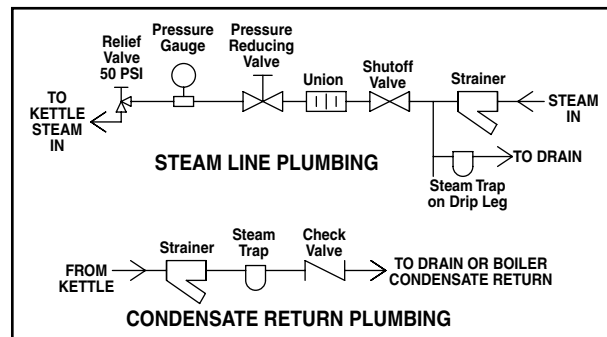 Relief
Valve
50 PSI
Pressure
Gauge
Pressure
Reducing
Valve
Union
Shutoff
Valve
Strainer
TO
KETTLE
STEAM
IN
STEAM
IN
STEAM LINE PLUMBING
TO DRAIN
Steam Trap
on Drip Leg
Strainer
Steam
Trap
Check
Valve
FROM
KETTLE
TO DRAIN OR BOILER
CONDENSATE RETURN
CONDENSATE RETURN PLUMBING